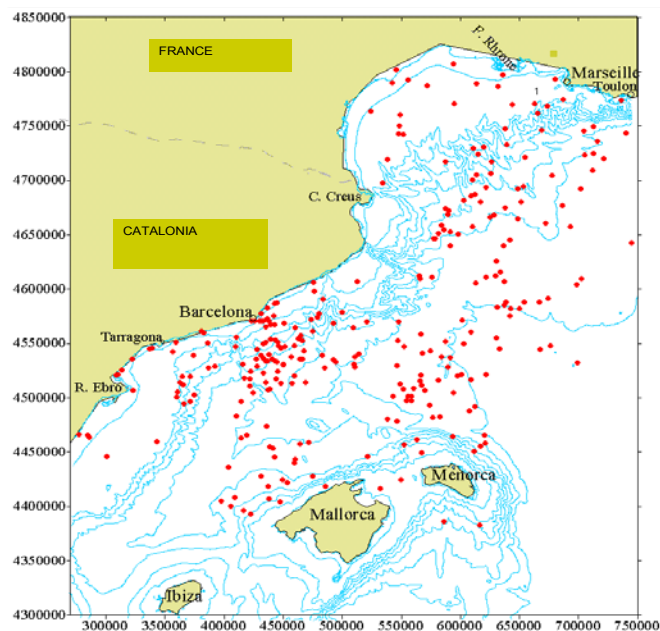 4850000
FRANCE
F. Rhrone
4800000
Marseille
Toulon
1
4750000
4700000
C. Creus
4650000
CATALONIA
4600000
Barcelona
4550000
Tarragona
R. Ebro
4500000
4450000
Menorca
4400000
Mallorca
4350000
Ibiza
4300000
300000 350000 400000 450000 500000 550000 600000 650000 700000 750000